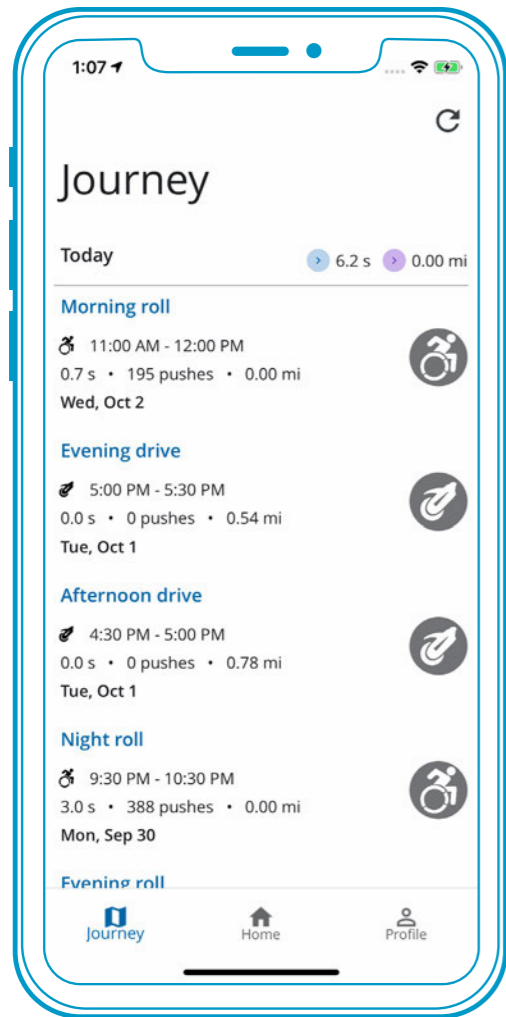 1:07
Journey
Today 6.2 s 0.00 mi
Morning roll
11:00 AM - 12:00 PM
0.7 s • 195 pushes • 0.00 mi
Wed, Oct 2
Evening drive
5:00 PM - 5:30 PM
0.0 s • 0 pushes • 0.54 mi
Tue, Oct 1
Afternoon drive
4:30 PM - 5:00 PM
0.0 s • 0 pushes • 0.78 mi
Tue, Oct 1
Night roll
9:30 PM - 10:30 PM
3.0 s • 388 pushes • 0.00 mi
Mon, Sep 30
Evening roll
Journey Home Profile